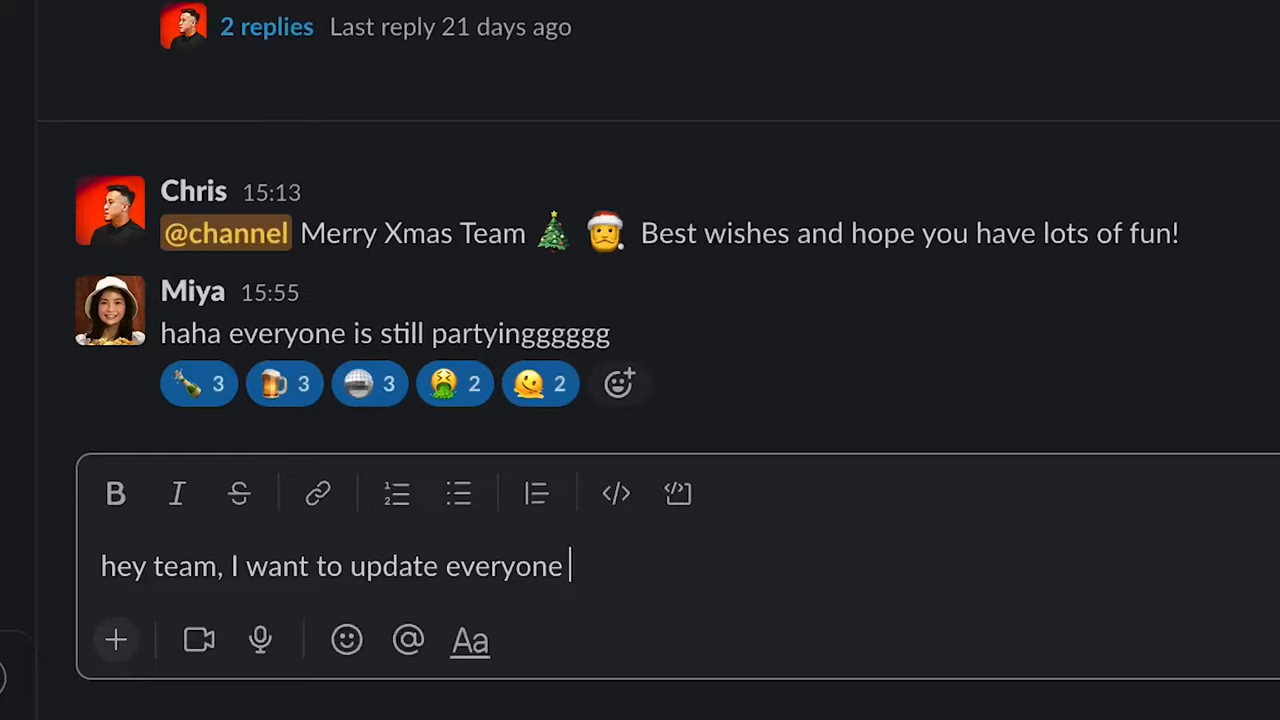 2 replies Last reply 21 days ago
Chris 15:13
@channel Merry Xmas Team 🎄 🎅 Best wishes and hope you have lots of fun!
Miya 15:55
haha everyone is still partyingggggg
3 3 3 2 2
B I S
hey team, I want to update everyone
Aa